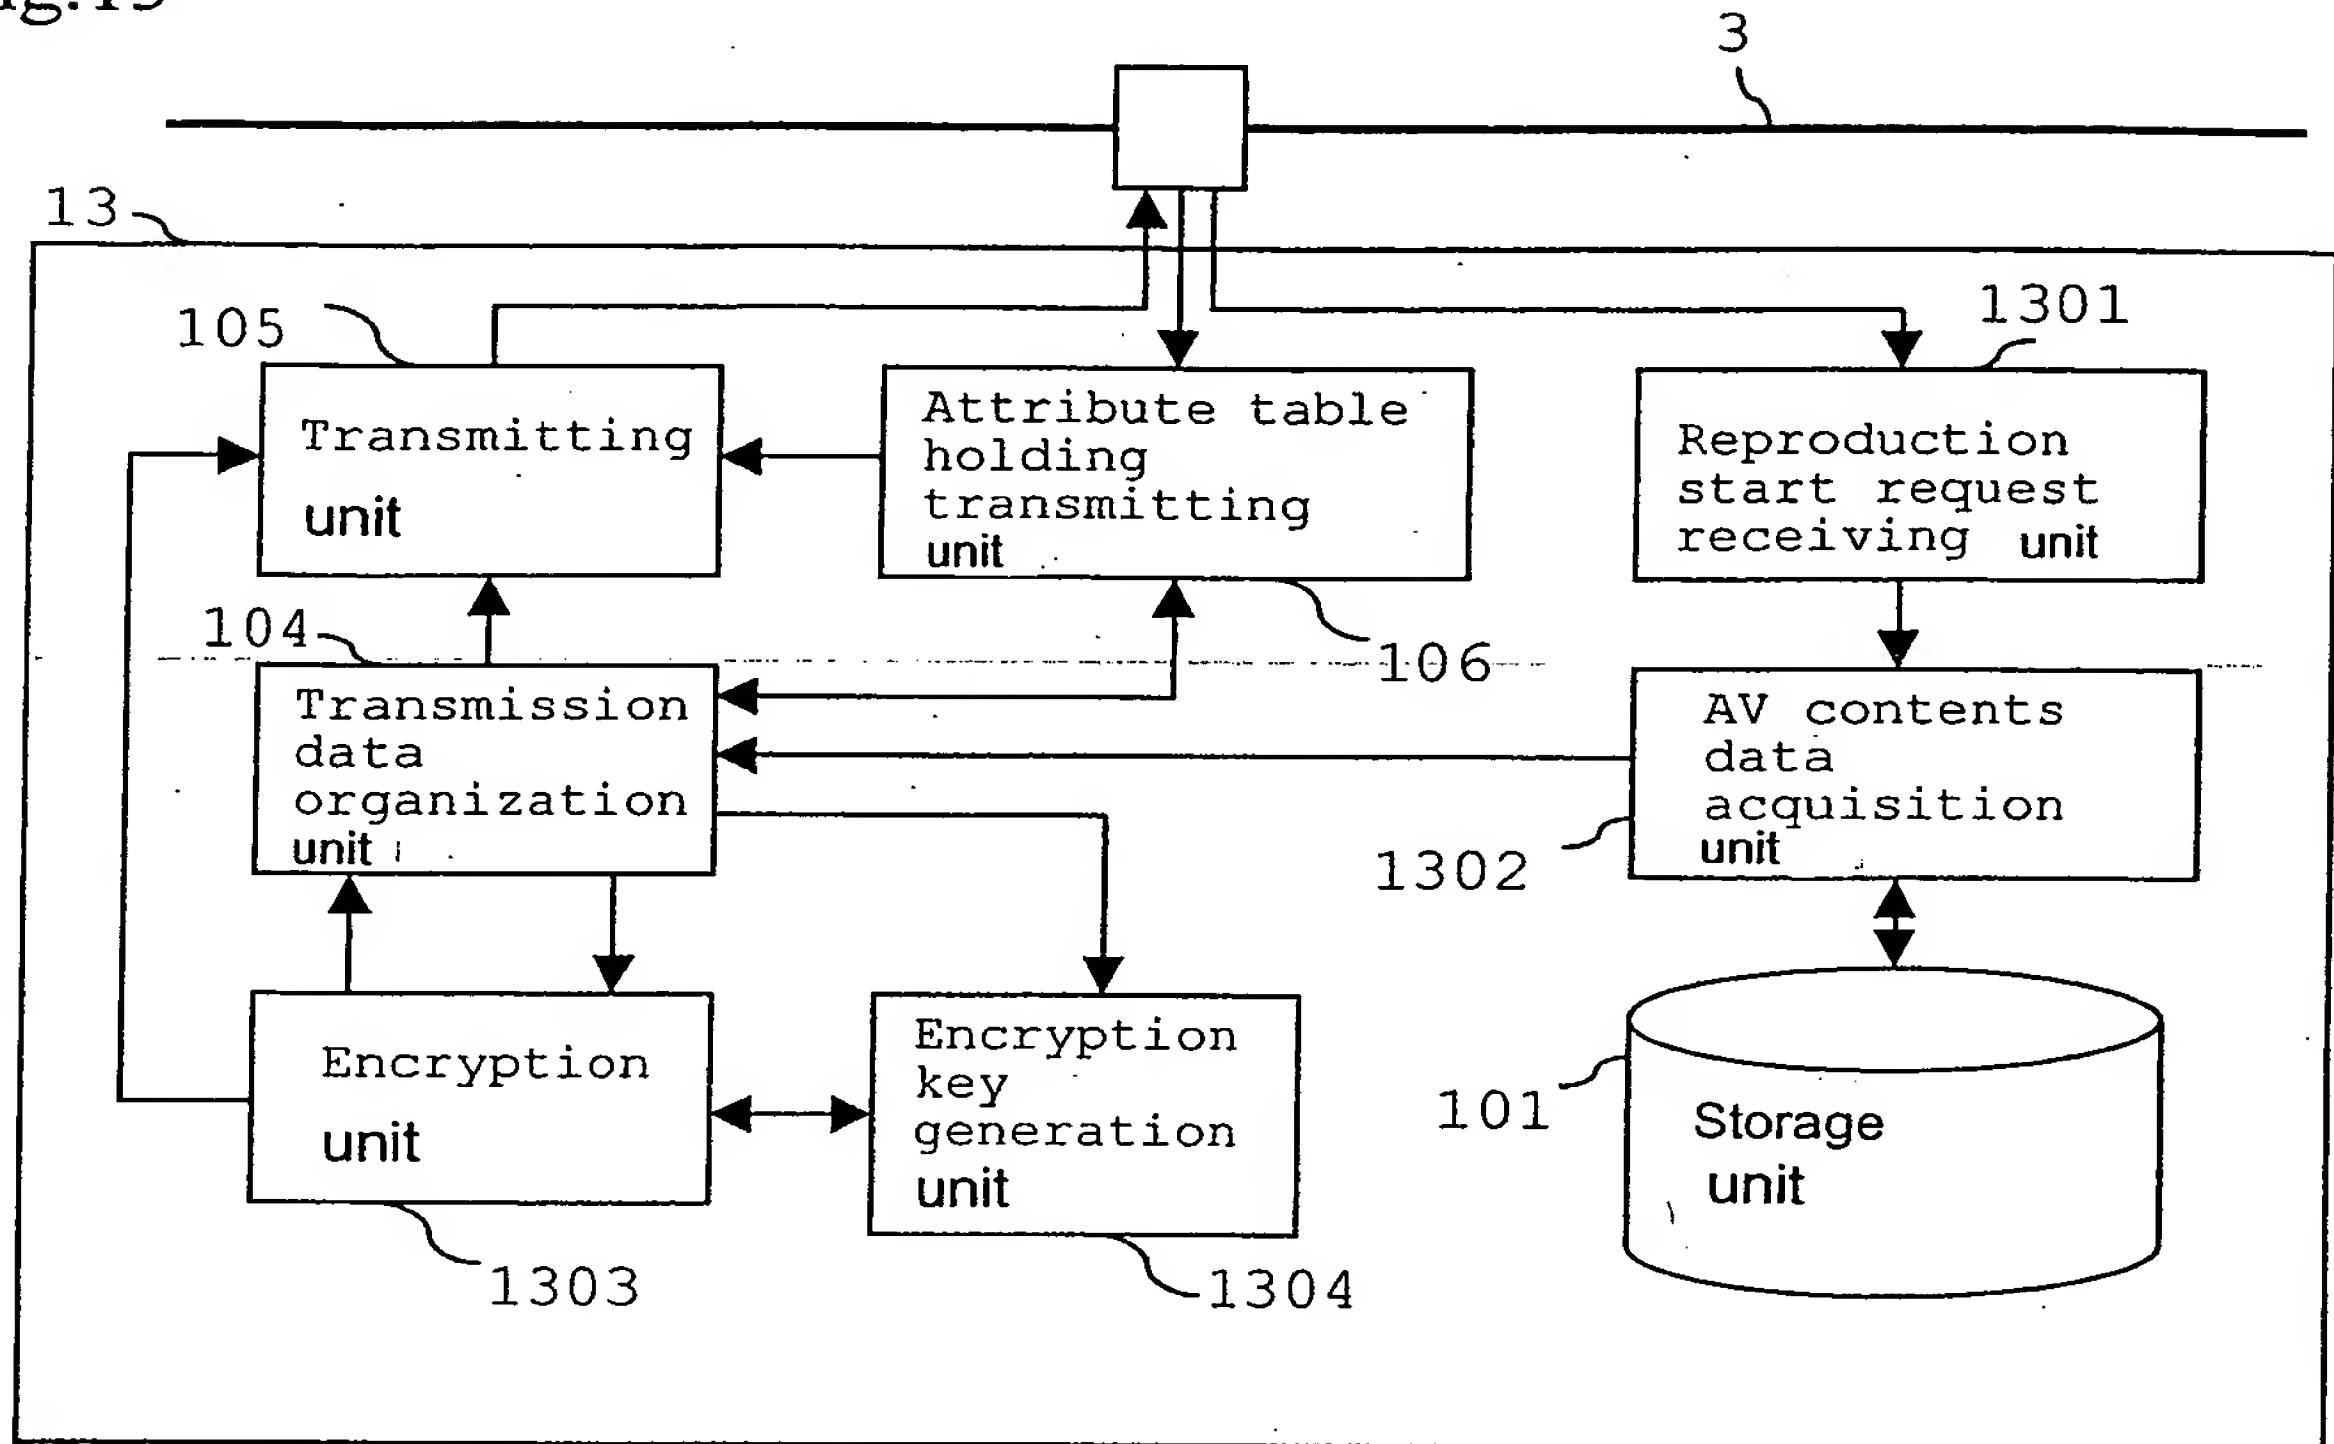 3
13
105
1301
Transmitting
unit
Attribute table
holding
transmitting
unit
Reproduction
start request
receiving unit
104
106
Transmission
data
organization
unit
AV contents
data
acquisition
unit
1302
Encryption
unit
Encryption
key
generation
unit
101
Storage
unit
1303
1304